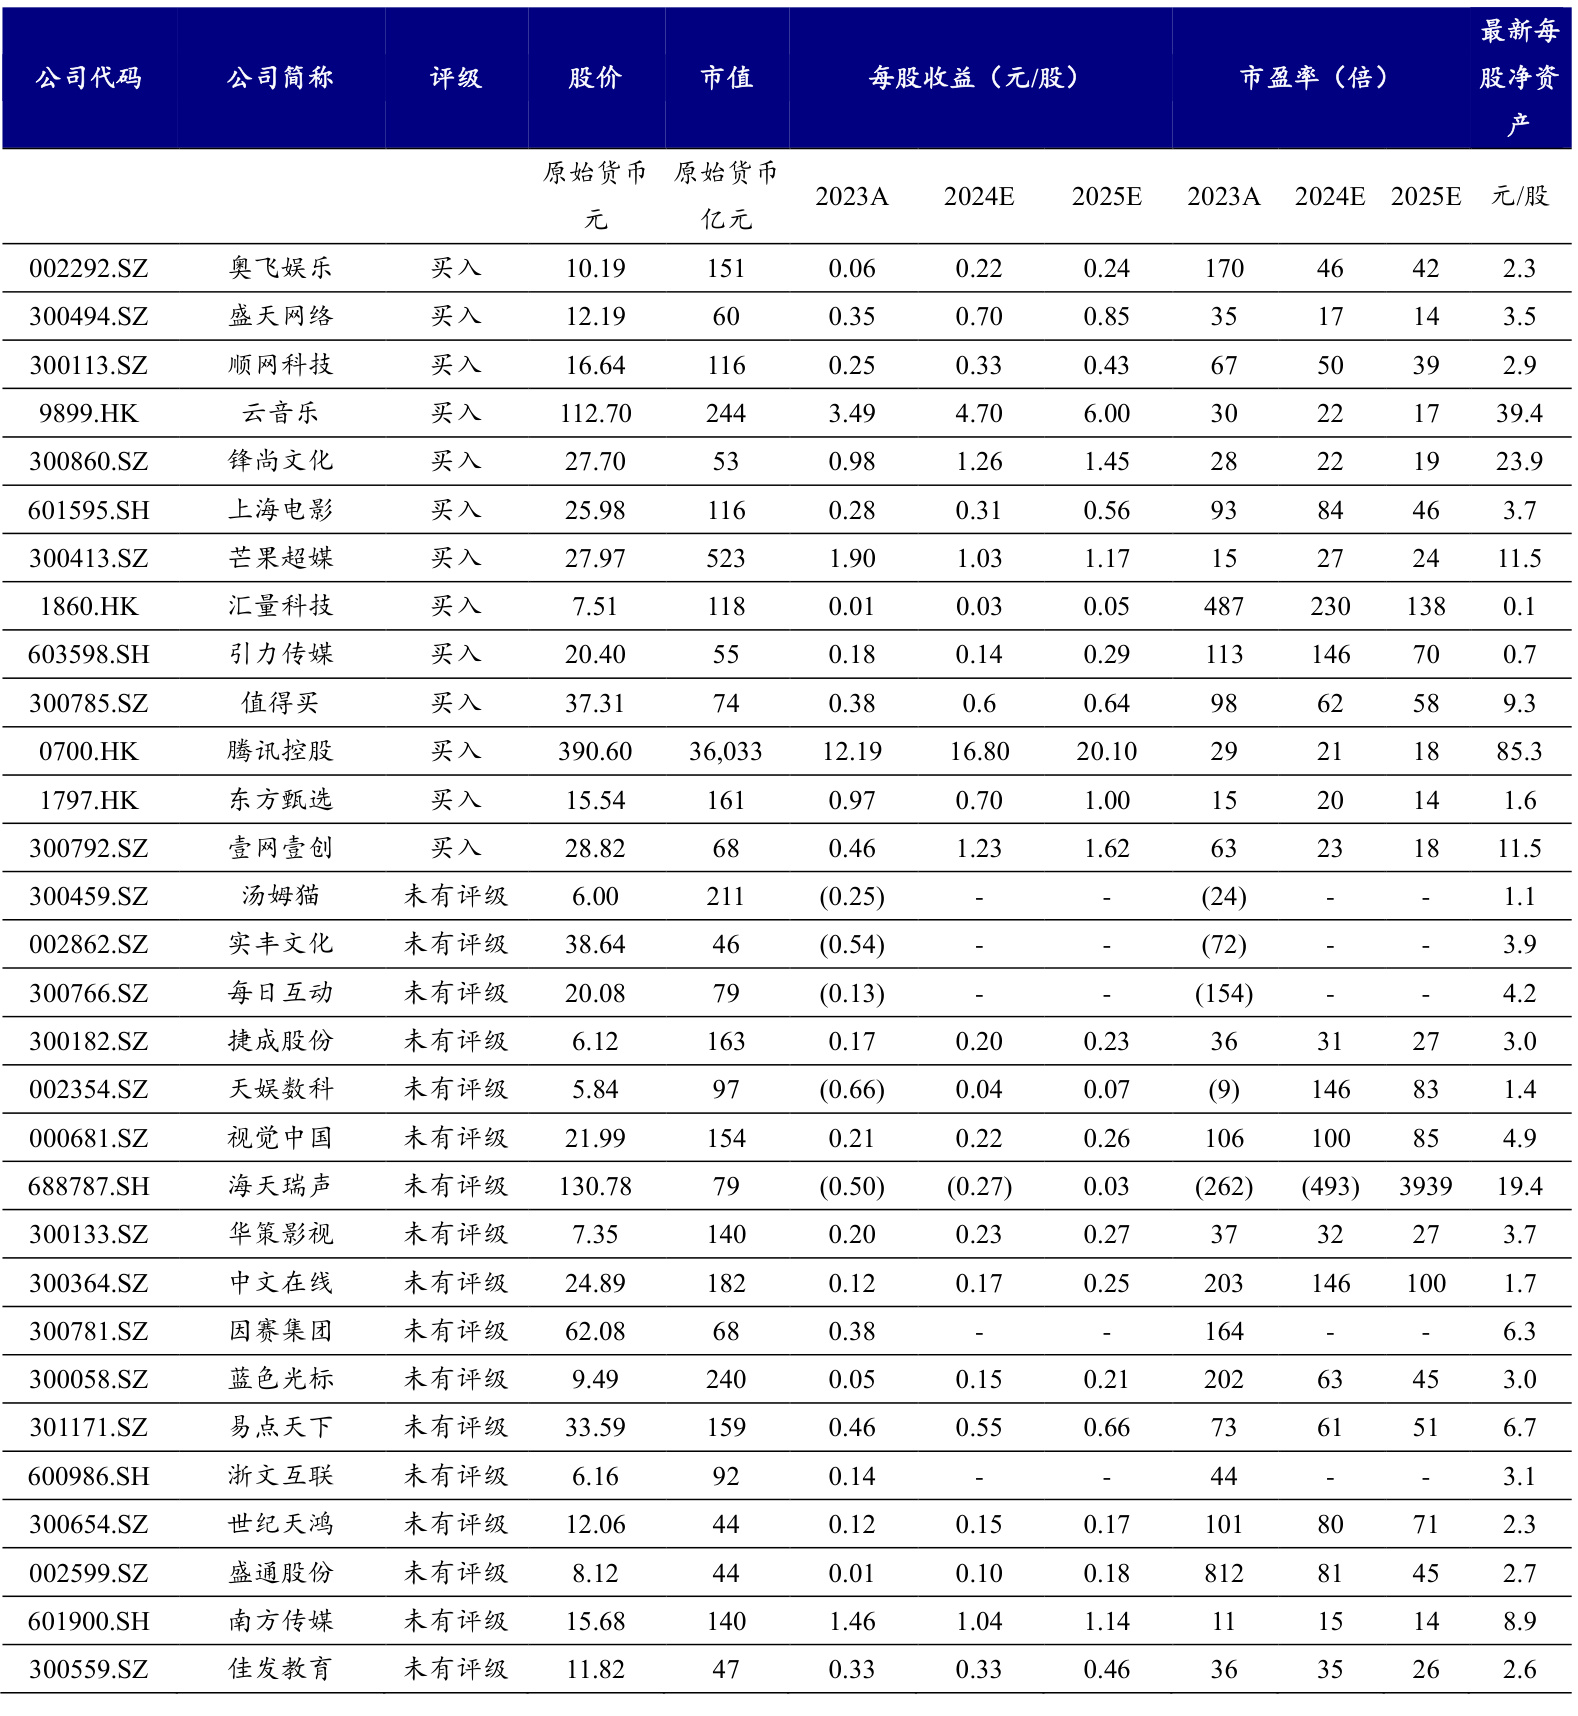 公司代码 公司简称 评级 股价 市值 每股收益（元/股） 市盈率（倍） 最新每股净资产
原始货币元 原始货币亿元 2023A 2024E 2025E 2023A 2024E 2025E 元/股
002292.SZ 奥飞娱乐 买入 10.19 151 0.06 0.22 0.24 170 46 42 2.3
300494.SZ 盛天网络 买入 12.19 60 0.35 0.70 0.85 35 17 14 3.5
300113.SZ 顺网科技 买入 16.64 116 0.25 0.33 0.43 67 50 39 2.9
9899.HK 云音乐 买入 112.70 244 3.49 4.70 6.00 30 22 17 39.4
300860.SZ 锋尚文化 买入 27.70 53 0.98 1.26 1.45 28 22 19 23.9
601595.SH 上海电影 买入 25.98 116 0.28 0.31 0.56 93 84 46 3.7
300413.SZ 芒果超媒 买入 27.97 523 1.90 1.03 1.17 15 27 24 11.5
1860.HK 汇量科技 买入 7.51 118 0.01 0.03 0.05 487 230 138 0.1
603598.SH 引力传媒 买入 20.40 55 0.18 0.14 0.29 113 146 70 0.7
300785.SZ 值得买 买入 37.31 74 0.38 0.6 0.64 98 62 58 9.3
0700.HK 腾讯控股 买入 390.60 36,033 12.19 16.80 20.10 29 21 18 85.3
1797.HK 东方甄选 买入 15.54 161 0.97 0.70 1.00 15 20 14 1.6
300792.SZ 壹网壹创 买入 28.82 68 0.46 1.23 1.62 63 23 18 11.5
300459.SZ 汤姆猫 未有评级 6.00 211 (0.25) - - (24) - - 1.1
002862.SZ 实丰文化 未有评级 38.64 46 (0.54) - - (72) - - 3.9
300766.SZ 每日互动 未有评级 20.08 79 (0.13) - - (154) - - 4.2
300182.SZ 捷成股份 未有评级 6.12 163 0.17 0.20 0.23 36 31 27 3.0
002354.SZ 天娱数科 未有评级 5.84 97 (0.66) 0.04 0.07 (9) 146 83 1.4
000681.SZ 视觉中国 未有评级 21.99 154 0.21 0.22 0.26 106 100 85 4.9
688787.SH 海天瑞声 未有评级 130.78 79 (0.50) (0.27) 0.03 (262) (493) 3939 19.4
300133.SZ 华策影视 未有评级 7.35 140 0.20 0.23 0.27 37 32 27 3.7
300364.SZ 中文在线 未有评级 24.89 182 0.12 0.17 0.25 203 146 100 1.7
300781.SZ 因赛集团 未有评级 62.08 68 0.38 - - 164 - - 6.3
300058.SZ 蓝色光标 未有评级 9.49 240 0.05 0.15 0.21 202 63 45 3.0
301171.SZ 易点天下 未有评级 33.59 159 0.46 0.55 0.66 73 61 51 6.7
600986.SH 浙文互联 未有评级 6.16 92 0.14 - - 44 - - 3.1
300654.SZ 世纪天鸿 未有评级 12.06 44 0.12 0.15 0.17 101 80 71 2.3
002599.SZ 盛通股份 未有评级 8.12 44 0.01 0.10 0.18 812 81 45 2.7
601900.SH 南方传媒 未有评级 15.68 140 1.46 1.04 1.14 11 15 14 8.9
300559.SZ 佳发教育 未有评级 11.82 47 0.33 0.33 0.46 36 35 26 2.6